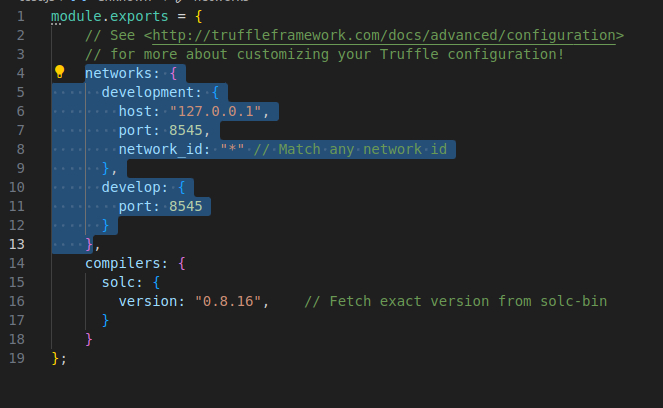 1 module.exports = {
2 // See <http://truffleframework.com/docs/advanced/configuration>
3 // for more about customizing your Truffle configuration!
4 networks: {
5 development: {
6 host: "127.0.0.1",
7 port: 8545,
8 network_id: "*" // Match any network id
9 },
10 develop: {
11 port: 8545
12 }
13 },
14 compilers: {
15 solc: {
16 version: "0.8.16", // Fetch exact version from solc-bin
17 }
18 }
19 };